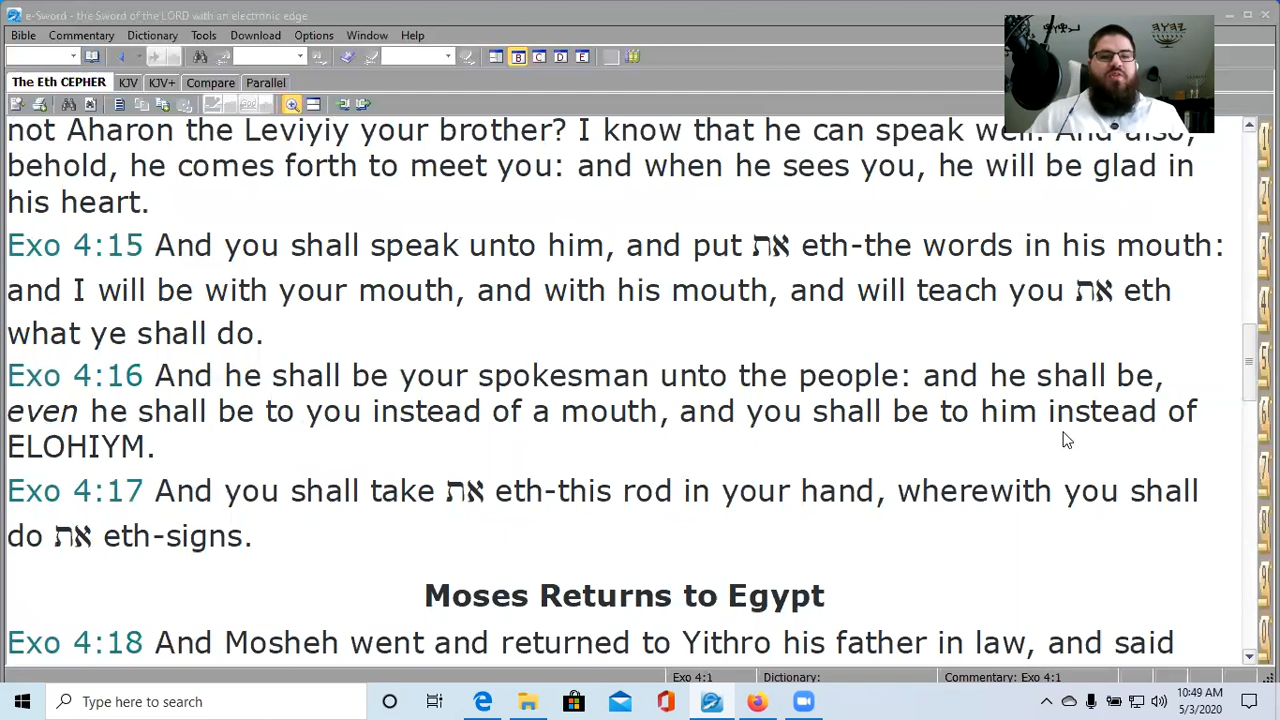 e-Sword - the Sword of the LORD with an electronic edge
Bible Commentary Dictionary Tools Download Options Window Help
B C D E
The Eth CEPHER KJV KJV+ Compare Parallel
not Aharon the Leviyiy your brother? I know that he can speak well. And also,
behold, he comes forth to meet you: and when he sees you, he will be glad in
his heart.
Exo 4:15 And you shall speak unto him, and put את eth-the words in his mouth:
and I will be with your mouth, and with his mouth, and will teach you את eth
what ye shall do.
Exo 4:16 And he shall be your spokesman unto the people: and he shall be,
even he shall be to you instead of a mouth, and you shall be to him instead of
ELOHIYM.
Exo 4:17 And you shall take את eth-this rod in your hand, wherewith you shall
do את eth-signs.
Moses Returns to Egypt
Exo 4:18 And Mosheh went and returned to Yithro his father in law, and said
Exo 4:1 Dictionary: Commentary: Exo 4:1
Type here to search
10:49 AM
5/3/2020